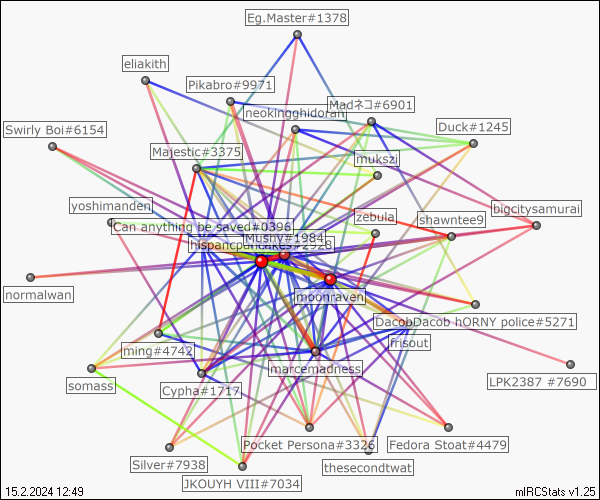 Eg.Master#1378
eliakith
Pikabro#9971
Madネコ#6901
neokingghidorah
Duck#1245
Swirly Boi#6154
Majestic#3375
mukszi
yoshimanden
bigcitysamurai
zebula
shawntee9
Can anything be saved#0396
Mushy#1984
hispanicpancakes#2928
normalwan
moonraven
DacobDacob hORNY police#5271
frisout
ming#4742
marcemadness
somass
Cypha#1717
LPK2387 #7690
Pocket Persona#3326
Fedora Stoat#4479
Silver#7938
thesecondtwat
JKOUYH VIII#7034
15.2.2024 12:49
mIRCStats v1.25